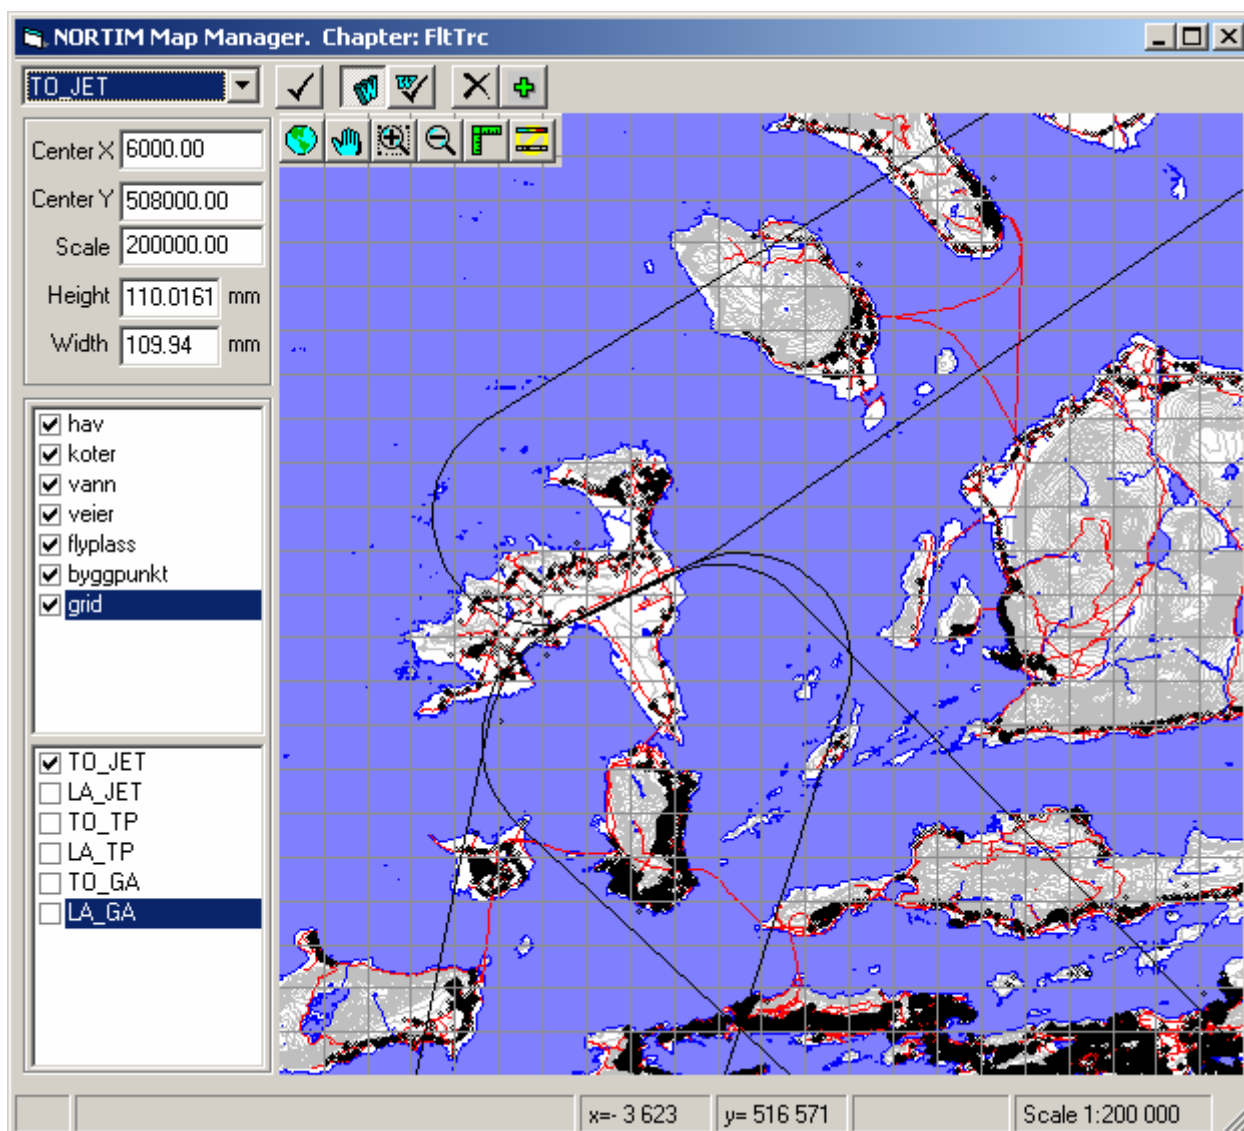 NORTIM Map Manager.  Chapter: FltTrc
TO_JET
Center X 6000.00
Center Y 508000.00
Scale 200000.00
Height 110.0161 mm
Width 109.94 mm
hav
koter
vann
veier
flyplass
byggpunkt
grid
TO_JET
LA_JET
TO_TP
LA_TP
TO_GA
LA_GA
x=- 3 623 y= 516 571 Scale 1:200 000